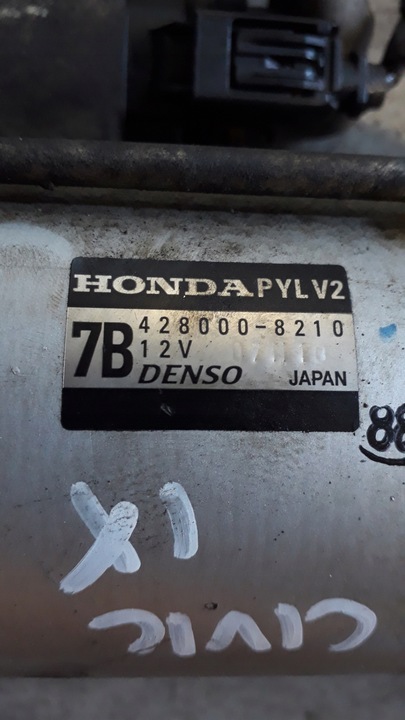 HONDA PYL V2
7B 428000-8210
12V
DENSO JAPAN
88
X1
CIVIC